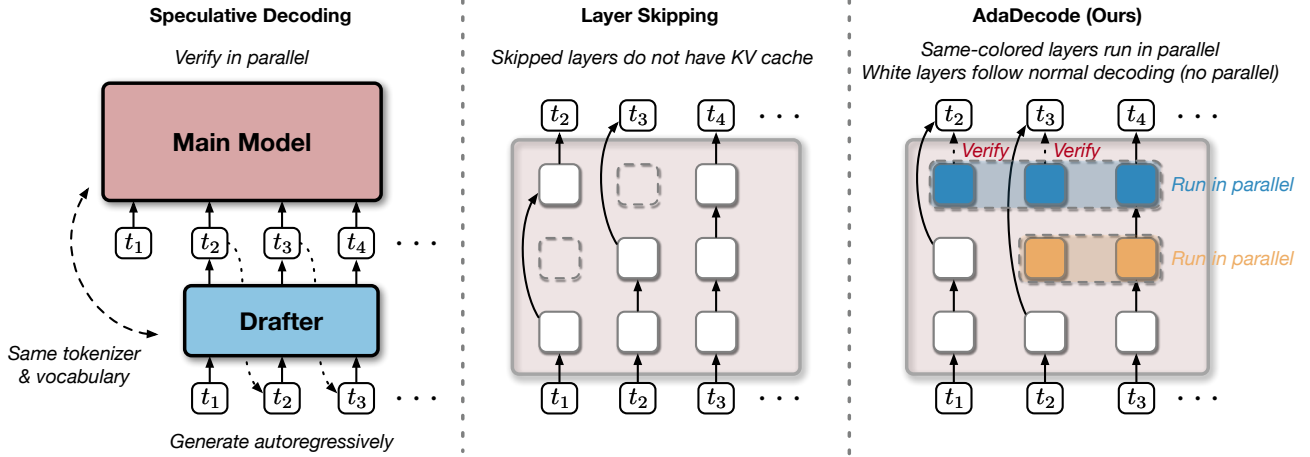 Speculative Decoding
Verify in parallel
Main Model
t1 t2 t3 t4 . . .
Drafter
Same tokenizer
& vocabulary
t1 t2 t3 . . .
Generate autoregressively
Layer Skipping
Skipped layers do not have KV cache
t2 t3 t4 . . .
t1 t2 t3 . . .
AdaDecode (Ours)
Same-colored layers run in parallel
White layers follow normal decoding (no parallel)
t2 t3 t4 . . .
Verify Verify
Run in parallel
Run in parallel
t1 t2 t3 . . .